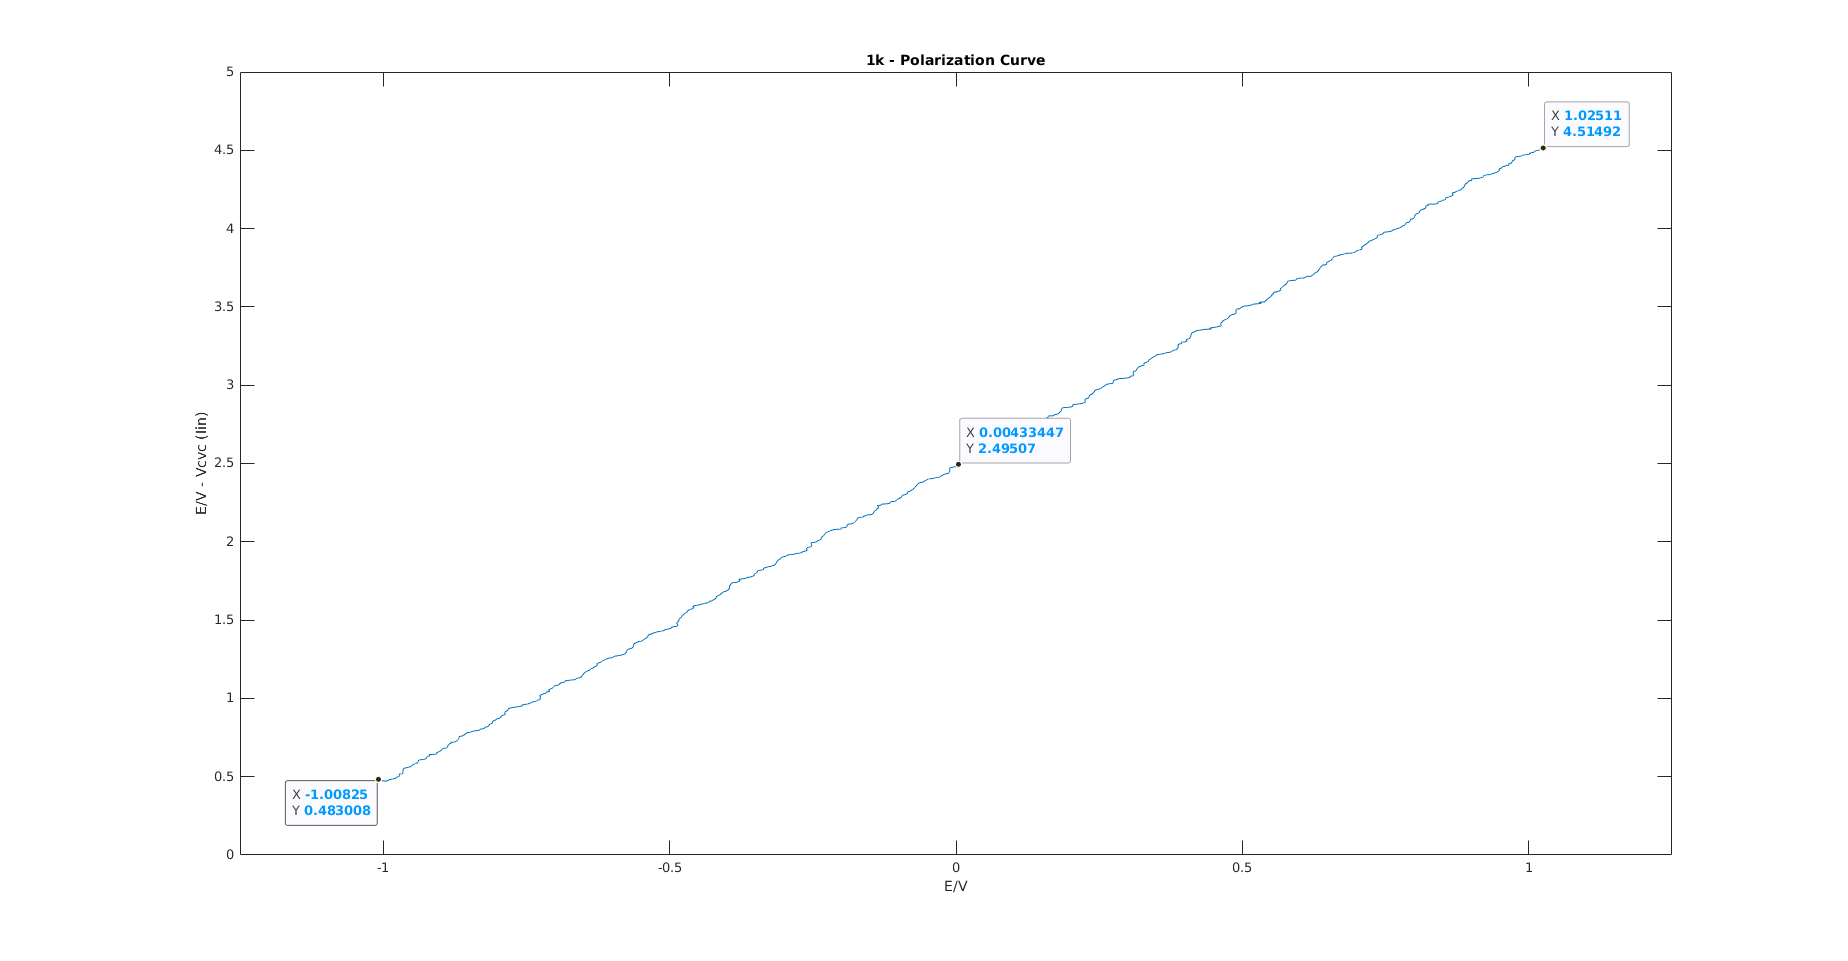 1k - Polarization Curve
5
4.5
4
3.5
3
2.5
2
1.5
1
0.5
0
E/V - Vcvc (lin)
X 1.02511
Y 4.51492
X 0.00433447
Y 2.49507
X -1.00825
Y 0.483008
-1
-0.5
0
0.5
1
E/V